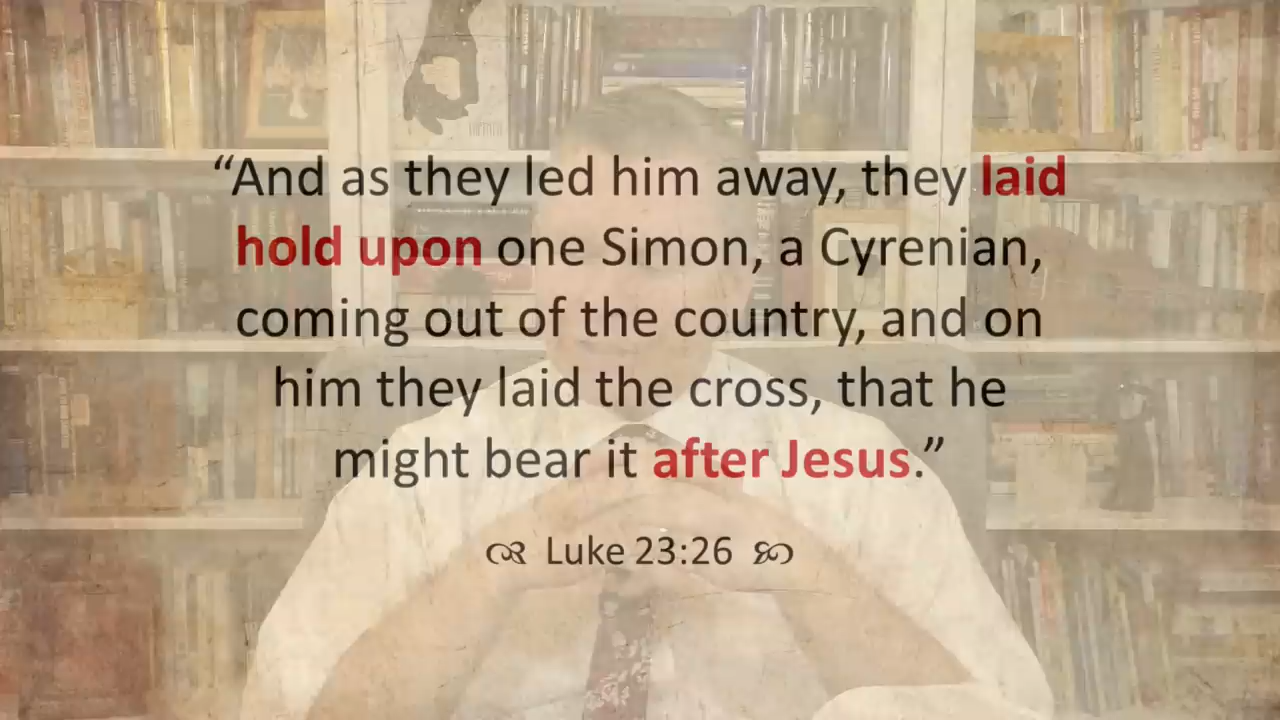 “And as they led him away, they laid
hold upon one Simon, a Cyrenian,
coming out of the country, and on
him they laid the cross, that he
might bear it after Jesus.”
Luke 23:26